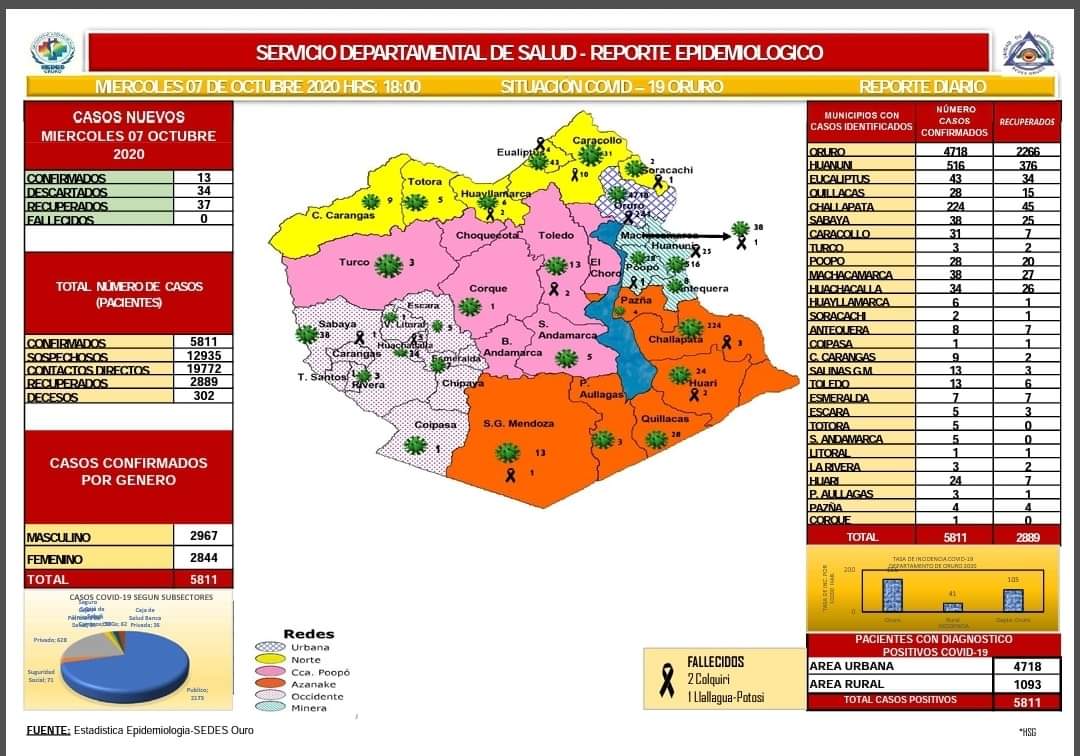 SERVICIO DEPARTAMENTAL DE SALUD - REPORTE EPIDEMIOLOGICO
MIERCOLES 07 DE OCTUBRE 2020 HRS: 18:00 SITUACIÓN COVID – 19 ORURO REPORTE DIARIO
CASOS NUEVOS
MIERCOLES 07 OCTUBRE
2020
CONFIRMADOS 13
DESCARTADOS 34
RECUPERADOS 37
FALLECIDOS 0
TOTAL NÚMERO DE CASOS
(PACIENTES)
CONFIRMADOS 5811
SOSPECHOSOS 12935
CONTACTOS DIRECTOS 19772
RECUPERADOS 2889
DECESOS 302
CASOS CONFIRMADOS
POR GENERO
MASCULINO 2967
FEMENINO 2844
TOTAL 5811
CASOS COVID-19 SEGUN SUBSECTORES
Caja de
Salud Banca
Privada; 36
Privado; 628
Suguridad
Social; 71
Publico;
Eualiptus
43
Caracollo
31
10
2
Soracachi
1
Totora
5
Huayllamarca
6
2
C. Carangas
9
Oruro
Choquecota
Toledo
13
2
Machacamarca
38
1
Huanuni
25
516
Poopó
28
1
Antequera
8
El
Choro
Turco
3
Corque
1
Pazña
4
Escara
Sabaya
38
1
V. Litoral
5
Huachacalla
34
Carangas
Esmeralda
7
T. Santos
Rivera
3
Chipaya
S.
Andamarca
5
B.
Andamarca
Challapata
224
3
24
Huari
2
P.
Aullagas
3
Quillacas
28
Coipasa
1
S.G. Mendoza
13
1
Redes
Urbana
Norte
Cca. Poopó
Azanake
Occidente
Minera
FALLECIDOS
2 Colquiri
1 Llallagua-Potosi
MUNICIPIOS CON
CASOS IDENTIFICADOS
NÚMERO
CASOS
CONFIRMADOS
RECUPERADOS
ORURO 4718 2266
HUANUNI 516 376
EUCALIPTUS 43 34
QUILLACAS 28 15
CHALLAPATA 224 45
SABAYA 38 25
CARACOLLO 31 7
TURCO 3 2
POOPO 28 20
MACHACAMARCA 38 27
HUACHACALLA 34 26
HUAYLLAMARCA 6 1
SORACACHI 2 1
ANTEQUERA 8 7
COIPASA 1 1
C. CARANGAS 9 2
SALINAS G.M. 13 3
TOLEDO 13 6
ESMERALDA 7 7
ESCARA 5 3
TOTORA 5 0
S. ANDAMARCA 5 0
LITORAL 1 1
LA RIVERA 3 2
HUARI 24 7
P. AULLAGAS 3 1
PAZÑA 4 4
CORQUE 1 0
TOTAL 5811 2889
TASA DE INCIDENCIA COVID-19
DEPARTAMENTO DE ORURO 2020
200
0
41
105
Oruro
Rural
Depto. Oruro
INCIDENCIA
PACIENTES CON DIAGNOSTICO
POSITIVOS COVID-19
AREA URBANA 4718
AREA RURAL 1093
TOTAL CASOS POSITIVOS 5811
FUENTE: Estadistica Epidemiologia-SEDES Ouro
*HSG